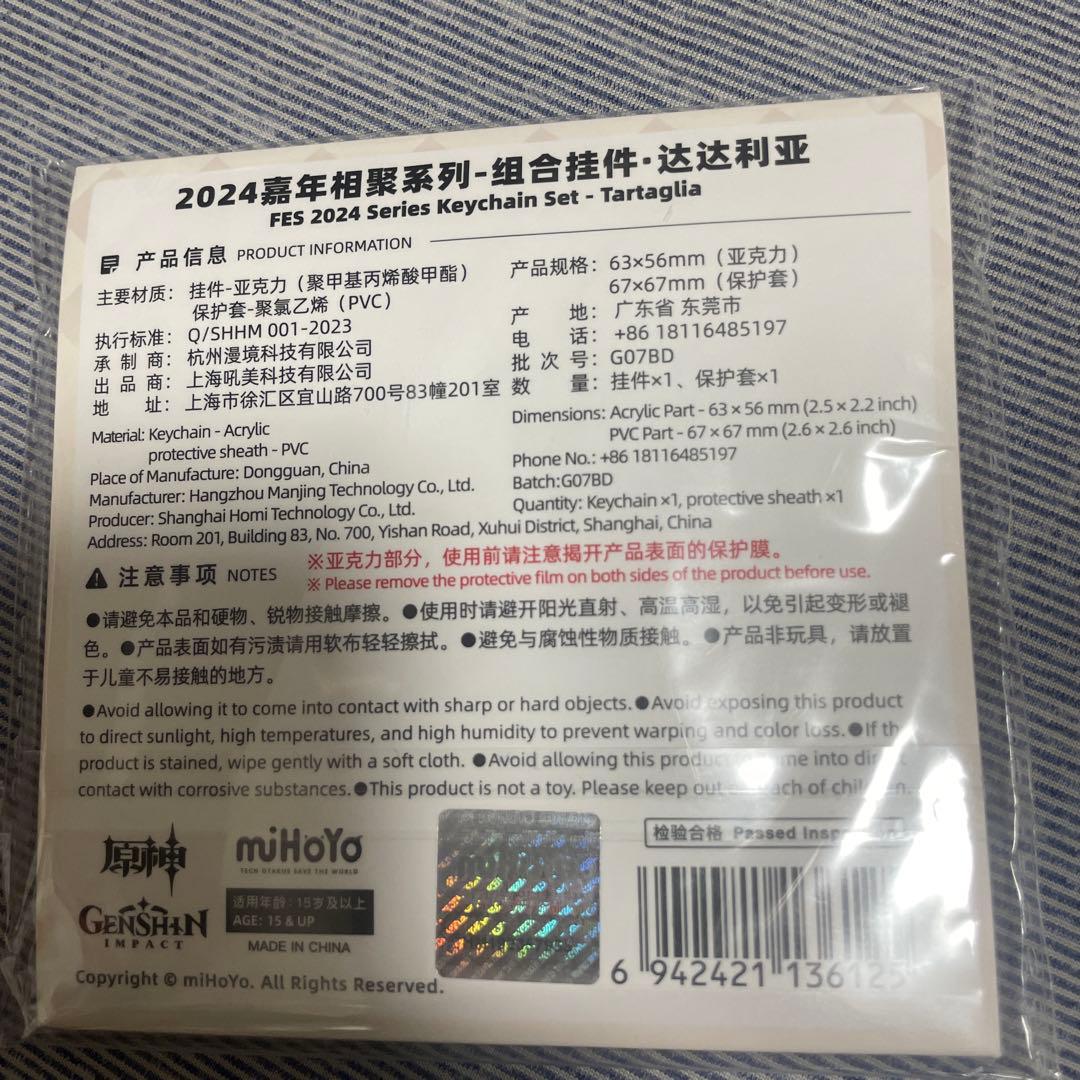 2024嘉年相聚系列-组合挂件·达达利亚
FES 2024 Series Keychain Set - Tartaglia
产品信息 PRODUCT INFORMATION
主要材质： 挂件-亚克力（聚甲基丙烯酸甲酯）
保护套-聚氯乙烯（PVC）
执行标准： Q/SHHM 001-2023
承 制 商： 杭州漫境科技有限公司
出 品 商： 上海吼美科技有限公司
地 址： 上海市徐汇区宜山路700号83幢201室
产品规格： 63×56mm（亚克力）
67×67mm（保护套）
产 地： 广东省 东莞市
电 话： +86 18116485197
批 次 号： G07BD
数 量： 挂件×1、保护套×1
Material: Keychain - Acrylic
protective sheath - PVC
Place of Manufacture: Dongguan, China
Manufacturer: Hangzhou Manjing Technology Co., Ltd.
Producer: Shanghai Homi Technology Co., Ltd.
Address: Room 201, Building 83, No. 700, Yishan Road, Xuhui District, Shanghai, China
Dimensions: Acrylic Part - 63 × 56 mm (2.5 × 2.2 inch)
PVC Part - 67 × 67 mm (2.6 × 2.6 inch)
Phone No.: +86 18116485197
Batch:G07BD
Quantity: Keychain ×1, protective sheath ×1
注意事项 NOTES
※亚克力部分，使用前请注意揭开产品表面的保护膜。
※ Please remove the protective film on both sides of the product before use.
●请避免本品和硬物、锐物接触摩擦。●使用时请避开阳光直射、高温高湿，以免引起变形或褪
色。●产品表面如有污渍请用软布轻轻擦拭。●避免与腐蚀性物质接触。●产品非玩具，请放置
于儿童不易接触的地方。
●Avoid allowing it to come into contact with sharp or hard objects.●Avoid exposing this product
to direct sunlight, high temperatures, and high humidity to prevent warping and color loss.●If the
product is stained, wipe gently with a soft cloth. ●Avoid allowing this product to come into direct
contact with corrosive substances.●This product is not a toy. Please keep out of reach of children.
原神
GENSHIN
IMPACT
miHoYo
TECH OTAKUS SAVE THE WORLD
适用年龄：15岁及以上
AGE: 15 & UP
MADE IN CHINA
Copyright © miHoYo. All Rights Reserved.
检验合格 Passed Inspection
6 942421 136125